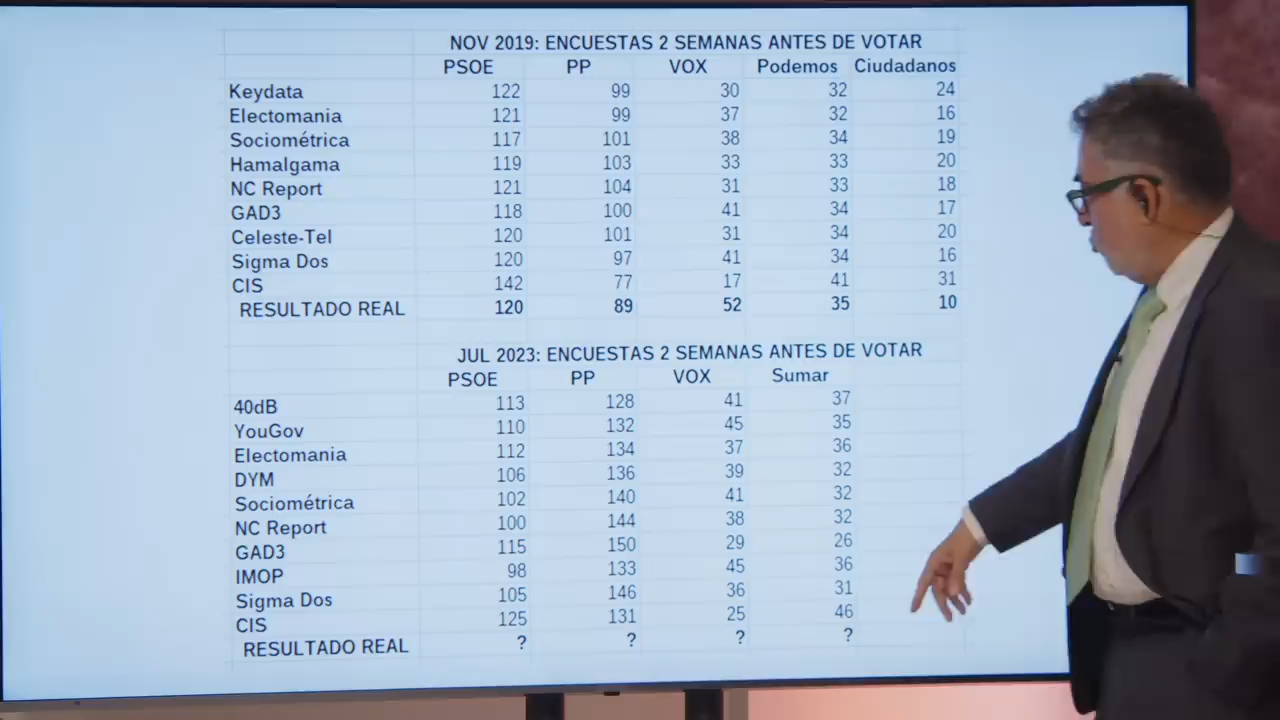 NOV 2019: ENCUESTAS 2 SEMANAS ANTES DE VOTAR
PSOE PP VOX Podemos Ciudadanos
Keydata 122 99 30 32 24
Electomania 121 99 37 32 16
Sociométrica 117 101 38 34 19
Hamalgama 119 103 33 33 20
NC Report 121 104 31 33 18
GAD3 118 100 41 34 17
Celeste-Tel 120 101 31 34 20
Sigma Dos 120 97 41 34 16
CIS 142 77 17 41 31
RESULTADO REAL 120 89 52 35 10
JUL 2023: ENCUESTAS 2 SEMANAS ANTES DE VOTAR
PSOE PP VOX Sumar
40dB 113 128 41 37
YouGov 110 132 45 35
Electomania 112 134 37 36
DYM 106 136 39 32
Sociométrica 102 140 41 32
NC Report 100 144 38 32
GAD3 115 150 29 26
IMOP 98 133 45 36
Sigma Dos 105 146 36 31
CIS 125 131 25 46
RESULTADO REAL ? ? ? ?